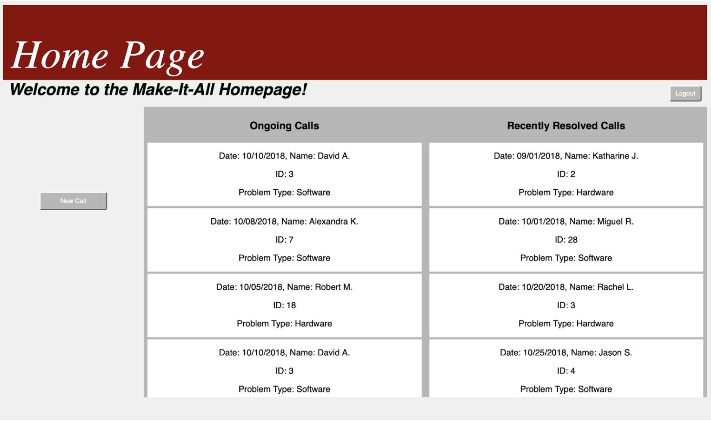 Home Page
Welcome to the Make-It-All Homepage!
Logout
New Call
Ongoing Calls
Date: 10/10/2018, Name: David A.
ID: 3
Problem Type: Software
Date: 10/08/2018, Name: Alexandra K.
ID: 7
Problem Type: Software
Date: 10/05/2018, Name: Robert M.
ID: 18
Problem Type: Hardware
Date: 10/10/2018, Name: David A.
ID: 3
Problem Type: Software
Recently Resolved Calls
Date: 09/01/2018, Name: Katharine J.
ID: 2
Problem Type: Hardware
Date: 10/01/2018, Name: Miguel R.
ID: 28
Problem Type: Software
Date: 10/20/2018, Name: Rachel L.
ID: 3
Problem Type: Hardware
Date: 10/25/2018, Name: Jason S.
ID: 4
Problem Type: Software